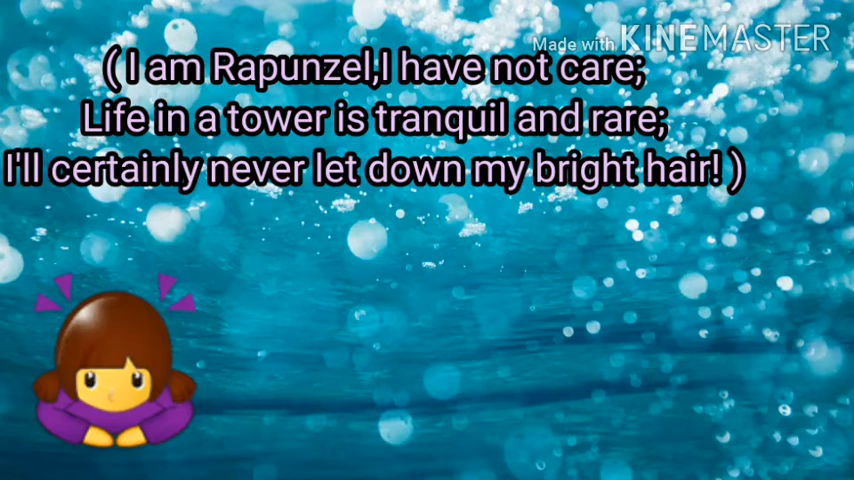 Made with KINEMASTER
( I am Rapunzel,I have not care;
Life in a tower is tranquil and rare;
I'll certainly never let down my bright hair! )